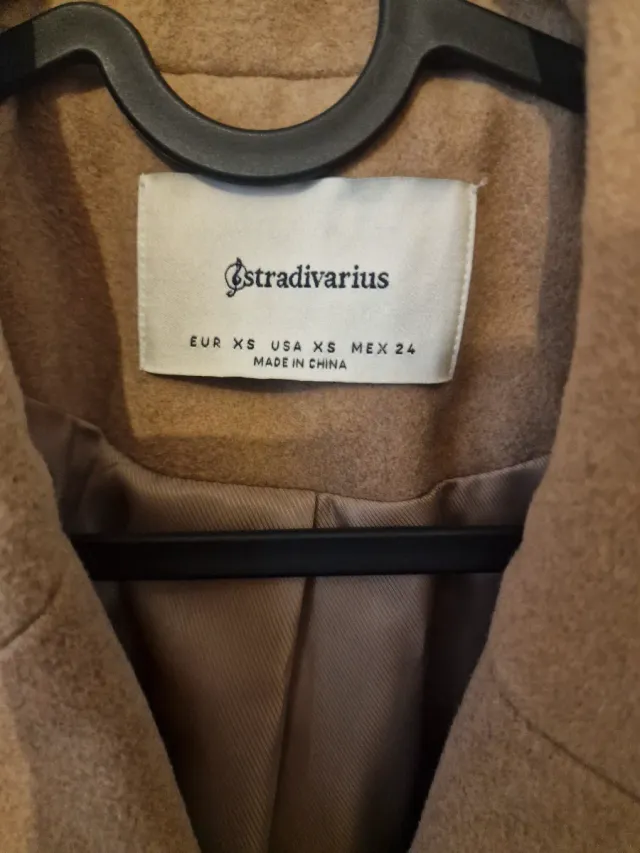 stradivarius
EUR XS USA XS MEX 24
MADE IN CHINA